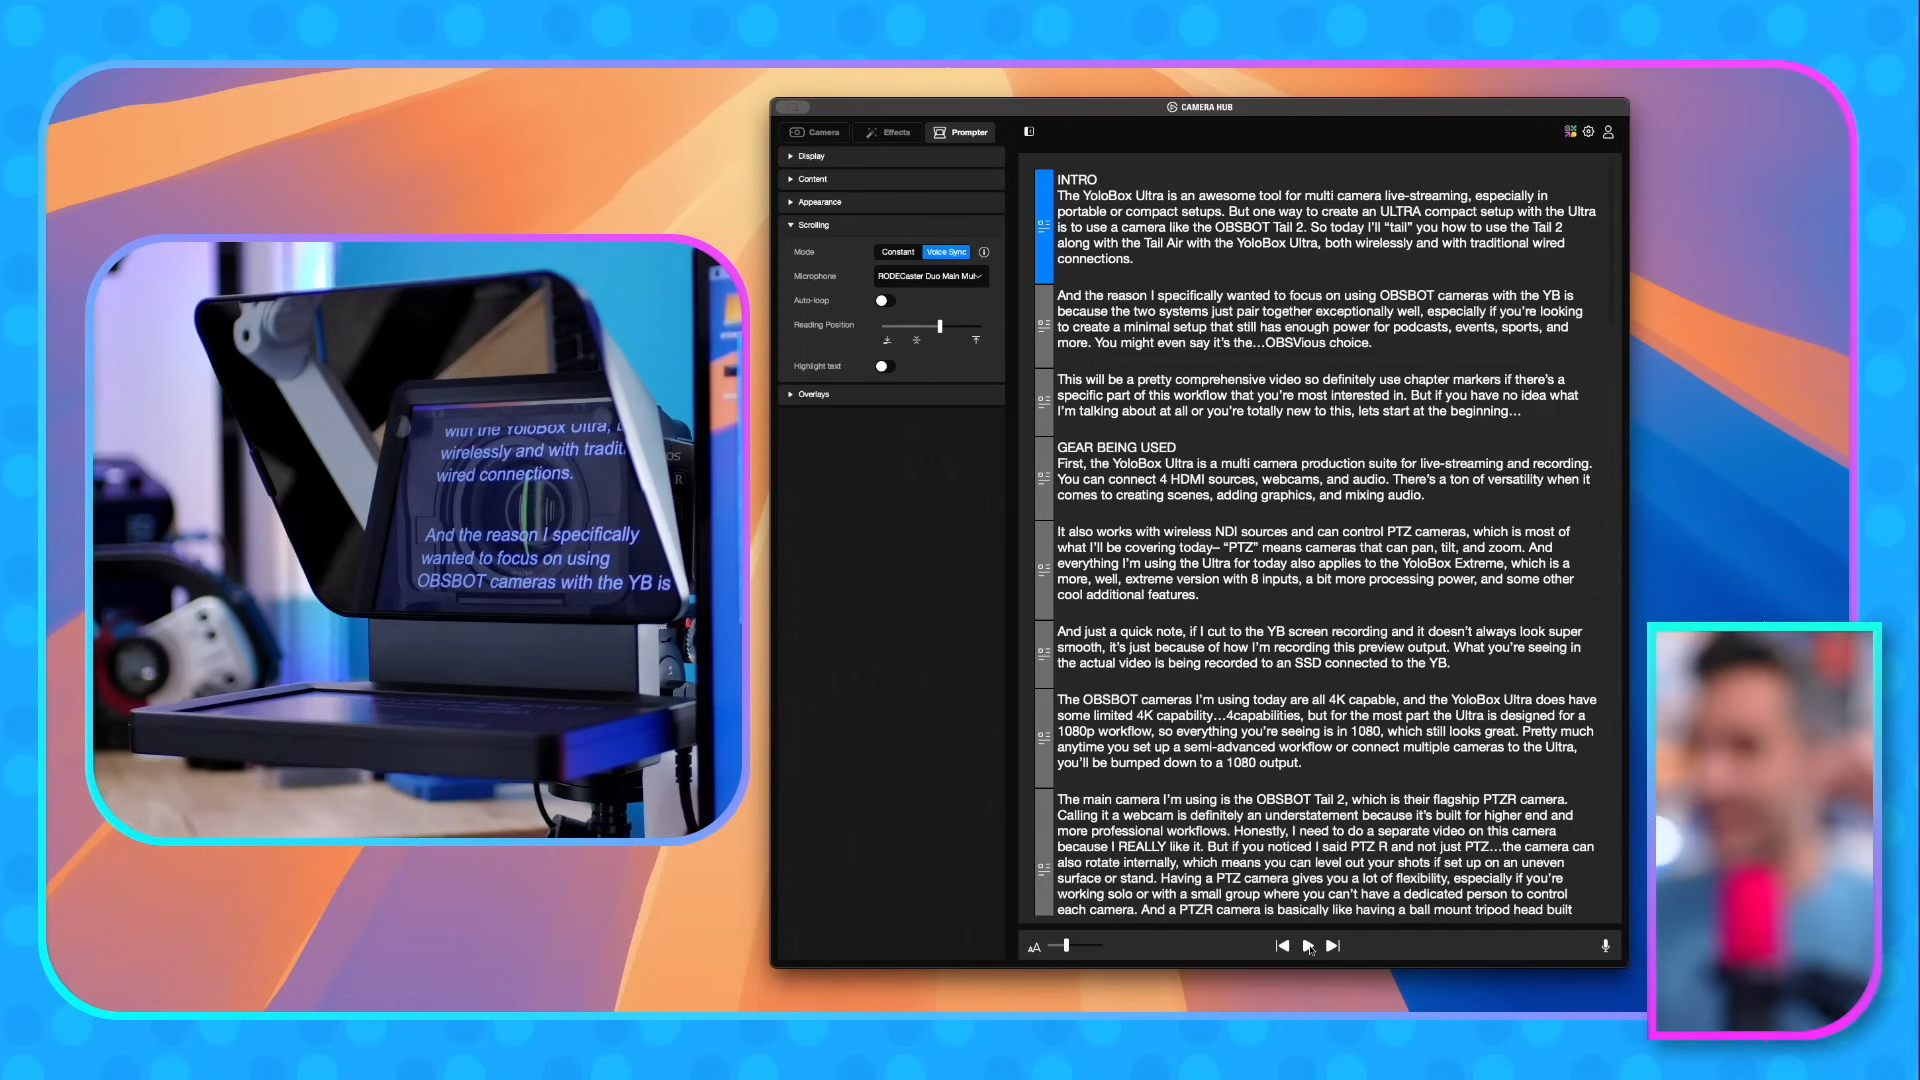 CAMERA HUB
Camera
Effects
Prompter
Display
Content
Appearance
Scrolling
Mode
Constant
Voice Sync
Microphone
RODECaster Duo Main Mul
Auto-loop
Reading Position
Highlight text
Overlays
INTRO
The YoloBox Ultra is an awesome tool for multi camera live-streaming, especially in
portable or compact setups. But one way to create an ULTRA compact setup with the Ultra
is to use a camera like the OBSBOT Tail 2. So today I'll “tail” you how to use the Tail 2
along with the Tail Air with the YoloBox Ultra, both wirelessly and with traditional wired
connections.
And the reason I specifically wanted to focus on using OBSBOT cameras with the YB is
because the two systems just pair together exceptionally well, especially if you're looking
to create a minimal setup that still has enough power for podcasts, events, sports, and
more. You might even say it's the…OBSVious choice.
This will be a pretty comprehensive video so definitely use chapter markers if there's a
specific part of this workflow that you're most interested in. But if you have no idea what
I'm talking about at all or you're totally new to this, lets start at the beginning…
GEAR BEING USED
First, the YoloBox Ultra is a multi camera production suite for live-streaming and recording.
You can connect 4 HDMI sources, webcams, and audio. There's a ton of versatility when it
comes to creating scenes, adding graphics, and mixing audio.
It also works with wireless NDI sources and can control PTZ cameras, which is most of
what I'll be covering today– “PTZ” means cameras that can pan, tilt, and zoom. And
everything I'm using the Ultra for today also applies to the YoloBox Extreme, which is a
more, well, extreme version with 8 inputs, a bit more processing power, and some other
cool additional features.
And just a quick note, if I cut to the YB screen recording and it doesn't always look super
smooth, it's just because of how I'm recording this preview output. What you're seeing in
the actual video is being recorded to an SSD connected to the YB.
The OBSBOT cameras I'm using today are all 4K capable, and the YoloBox Ultra does have
some limited 4K capability…4capabilities, but for the most part the Ultra is designed for a
1080p workflow, so everything you're seeing is in 1080, which still looks great. Pretty much
anytime you set up a semi-advanced workflow or connect multiple cameras to the Ultra,
you'll be bumped down to a 1080 output.
The main camera I'm using is the OBSBOT Tail 2, which is their flagship PTZR camera.
Calling it a webcam is definitely an understatement because it's built for higher end and
more professional workflows. Honestly, I need to do a separate video on this camera
because I REALLY like it. But if you noticed I said PTZ R and not just PTZ…the camera can
also rotate internally, which means you can level out your shots if set up on an uneven
surface or stand. Having a PTZ camera gives you a lot of flexibility, especially if you're
working solo or with a small group where you can't have a dedicated person to control
each camera. And a PTZR camera is basically like having a ball mount tripod head built
AA
with the YoloBox Ultra,
wirelessly and with tradit
wired connections.
And the reason I specifically
wanted to focus on using
OBSBOT cameras with the YB is
R